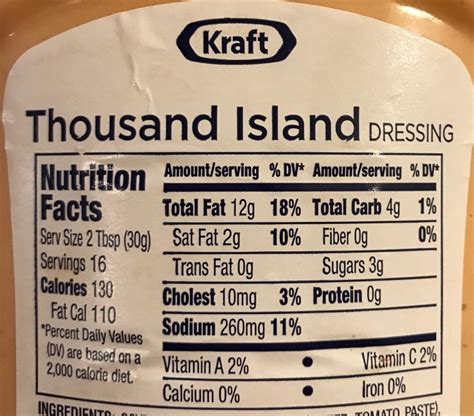 Kraft
Thousand Island DRESSING
Nutrition
Facts
Serv Size 2 Tbsp (30g)
Servings 16
Calories 130
Fat Cal 110
*Percent Daily Values
(DV) are based on a
2,000 calorie diet.
Amount/serving % DV* Amount/serving % DV*
Total Fat 12g 18% Total Carb 4g 1%
Sat Fat 2g 10% Fiber 0g 0%
Trans Fat 0g Sugars 3g
Cholest 10mg 3% Protein 0g
Sodium 260mg 11%
Vitamin A 2% • Vitamin C 2%
Calcium 0% • Iron 0%
INGREDIENTS: TOMATO PASTE),